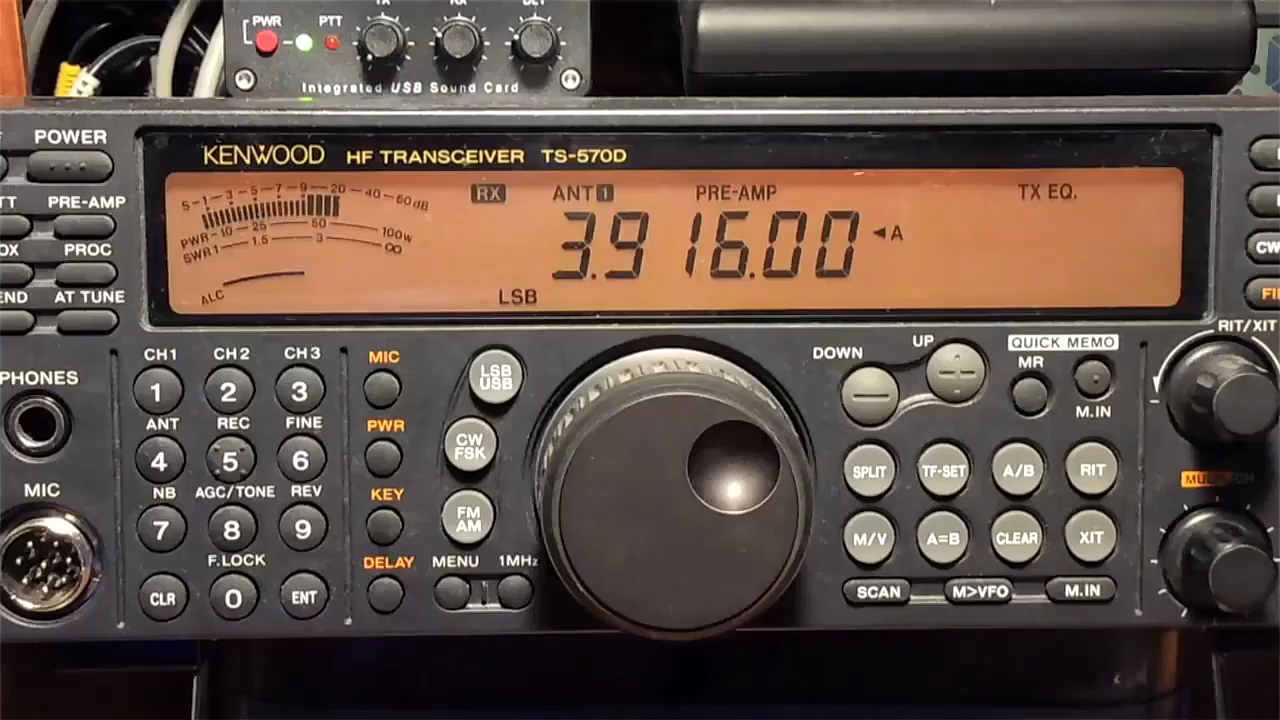 TX RX DLY
PWR PTT
Integrated USB Sound Card
POWER
KENWOOD HF TRANSCEIVER TS-570D
S-1-3-5-7-9-20-40-60dB
PWR-10-25 50 100W
SWR1 1.5 3 ∞
ALC
RX ANT 1 PRE-AMP TX EQ.
3.916.00 ◄A
LSB
PRE-AMP
PROC
AT TUNE
PHONES
MIC
CH1 CH2 CH3
1 2 3
ANT REC FINE
4 5 6
NB AGC/TONE REV
7 8 9
F.LOCK
CLR 0 ENT
MIC
PWR
KEY
DELAY
LSB
USB
CW
FSK
FM
AM
MENU 1MHz
DOWN UP
QUICK MEMO
MR
M.IN
SPLIT TF-SET A/B RIT
M/V A=B CLEAR XIT
SCAN M>VFO M.IN
CW
RIT/XIT